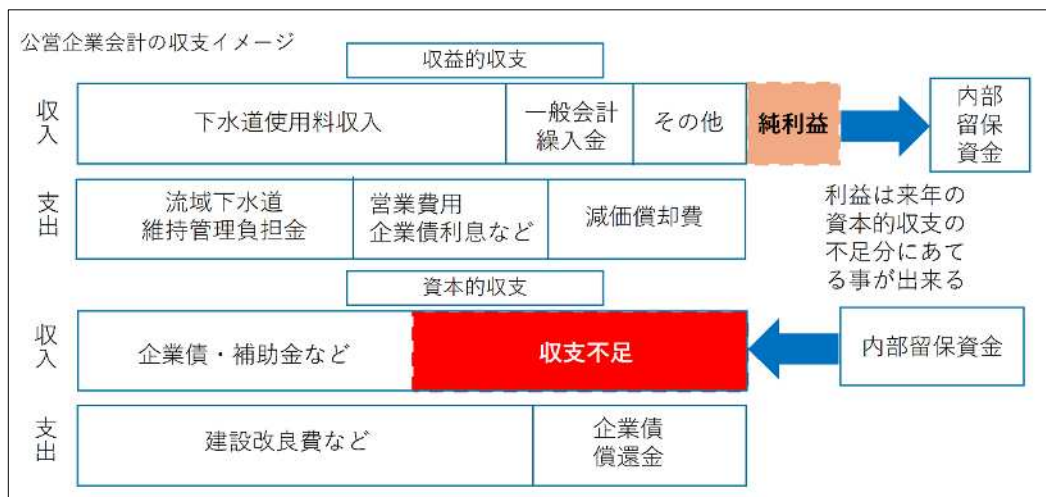 公営企業会計の収支イメージ
収益的収支
収入
下水道使用料収入
一般会計
繰入金
その他
純利益
内部
留保
資金
支出
流域下水道
維持管理負担金
営業費用
企業債利息など
減価償却費
利益は来年の
資本的収支の
不足分にあて
る事が出来る
資本的収支
収入
企業債・補助金など
収支不足
内部留保資金
支出
建設改良費など
企業債
償還金